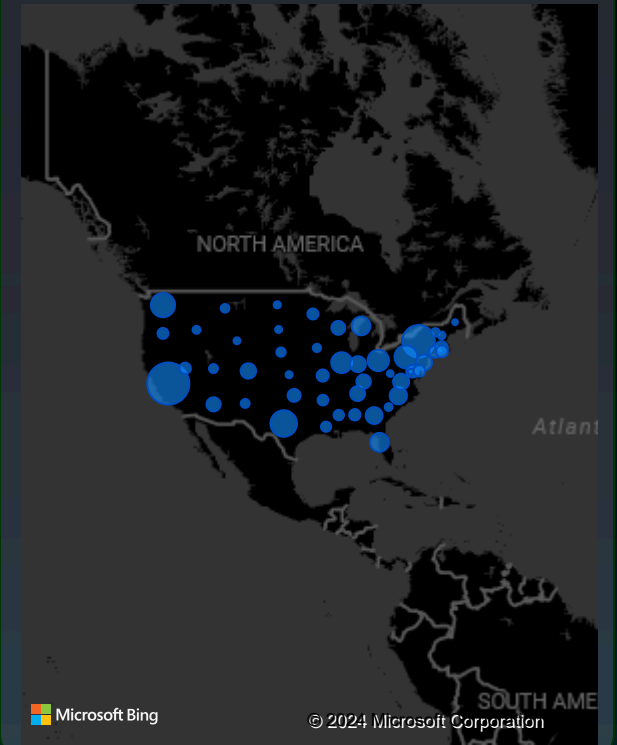 NORTH AMERICA
Atlant
SOUTH AME
Microsoft Bing
© 2024 Microsoft Corporation